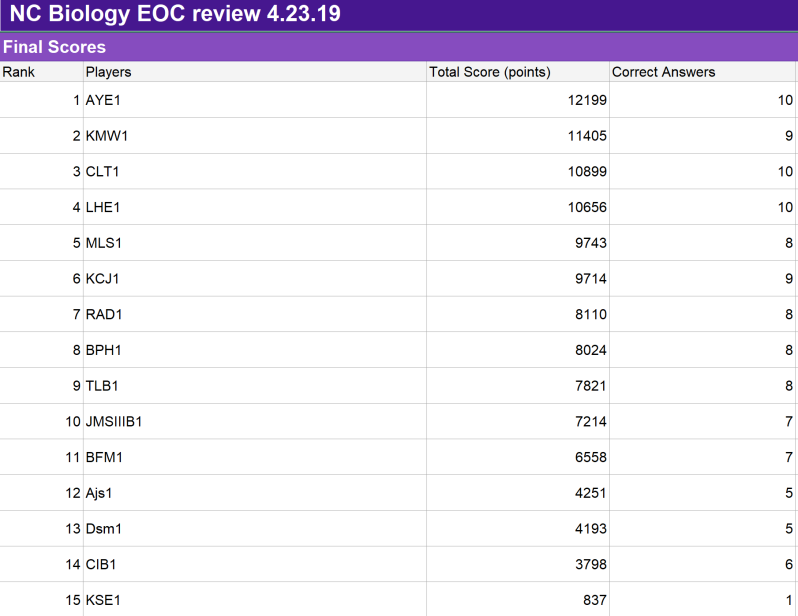 NC Biology EOC review 4.23.19
Final Scores
Rank Players Total Score (points) Correct Answers
1 AYE1 12199 10
2 KMW1 11405 9
3 CLT1 10899 10
4 LHE1 10656 10
5 MLS1 9743 8
6 KCJ1 9714 9
7 RAD1 8110 8
8 BPH1 8024 8
9 TLB1 7821 8
10 JMSIIIB1 7214 7
11 BFM1 6558 7
12 Ajs1 4251 5
13 Dsm1 4193 5
14 CIB1 3798 6
15 KSE1 837 1